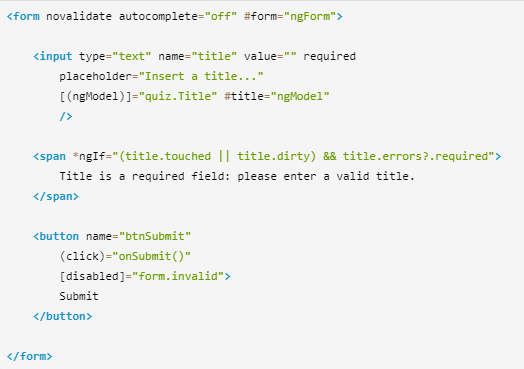 <form novalidate autocomplete="off" #form="ngForm">
<input type="text" name="title" value="" required
placeholder="Insert a title..."
[(ngModel)]="quiz.Title" #title="ngModel"
/>
<span *ngIf="(title.touched || title.dirty) && title.errors?.required">
Title is a required field: please enter a valid title.
</span>
<button name="btnSubmit"
(click)="onSubmit()"
[disabled]="form.invalid">
Submit
</button>
</form>